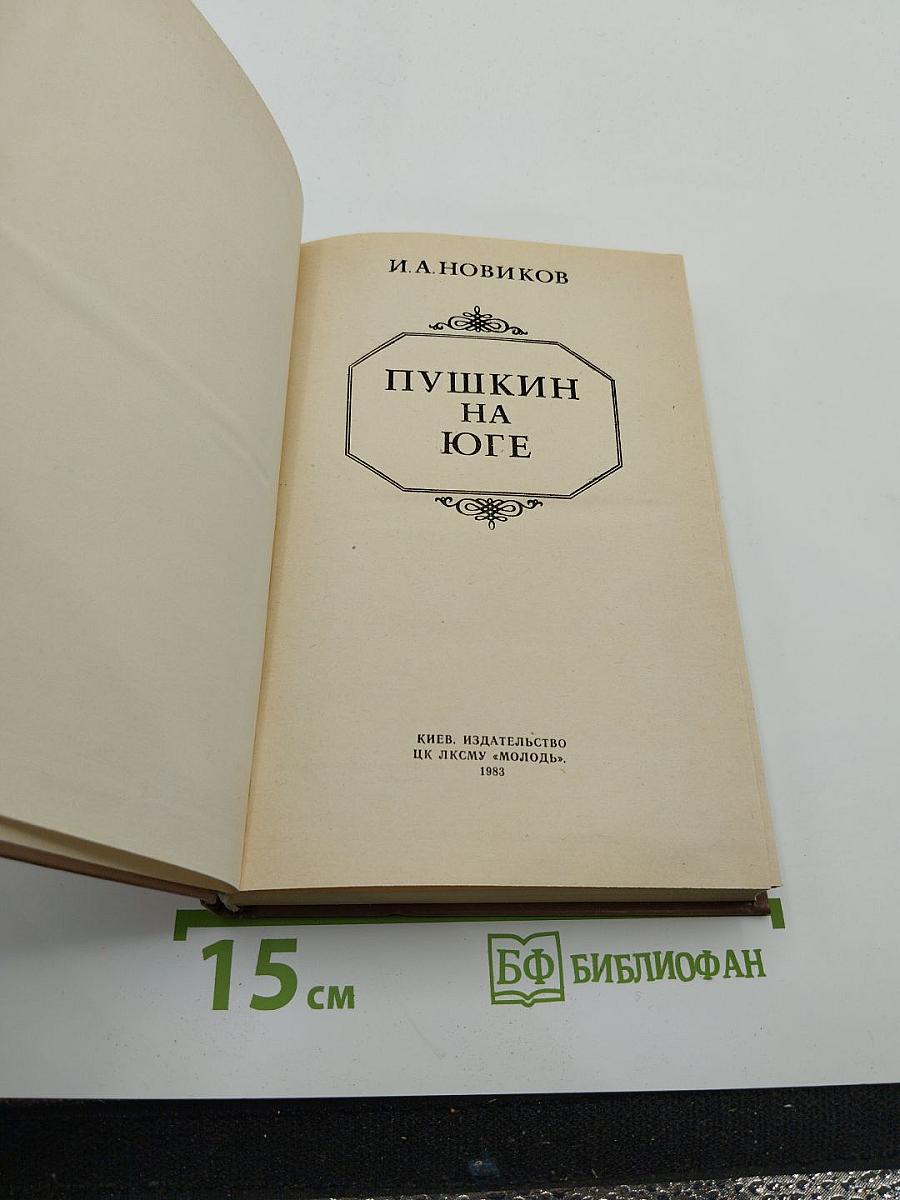 И. А. НОВИКОВ
ПУШКИН
НА
ЮГЕ
КИЕВ. ИЗДАТЕЛЬСТВО
ЦК ЛКСМУ «МОЛОДЬ».
1983
15 см
БФ БИБЛИОФАН